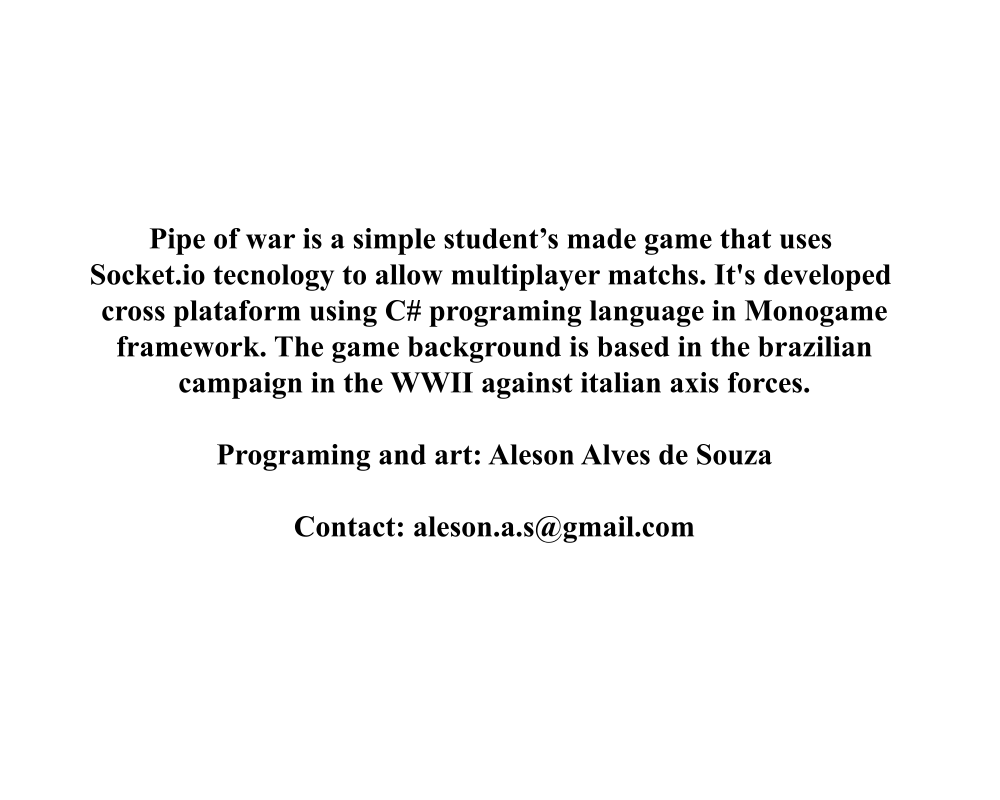 Pipe of war is a simple student’s made game that uses
Socket.io tecnology to allow multiplayer matchs. It's developed
cross plataform using C# programing language in Monogame
framework. The game background is based in the brazilian
campaign in the WWII against italian axis forces.
Programing and art: Aleson Alves de Souza
Contact: aleson.a.s@gmail.com